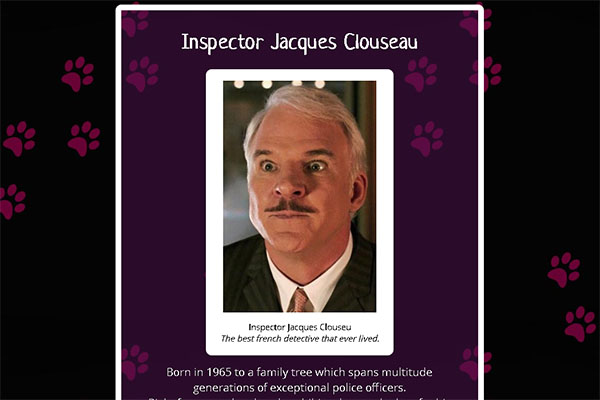 Inspector Jacques Clouseau
Inspector Jacques Clouseu
The best french detective that ever lived.
Born in 1965 to a family tree which spans multitude
generations of exceptional police officers.